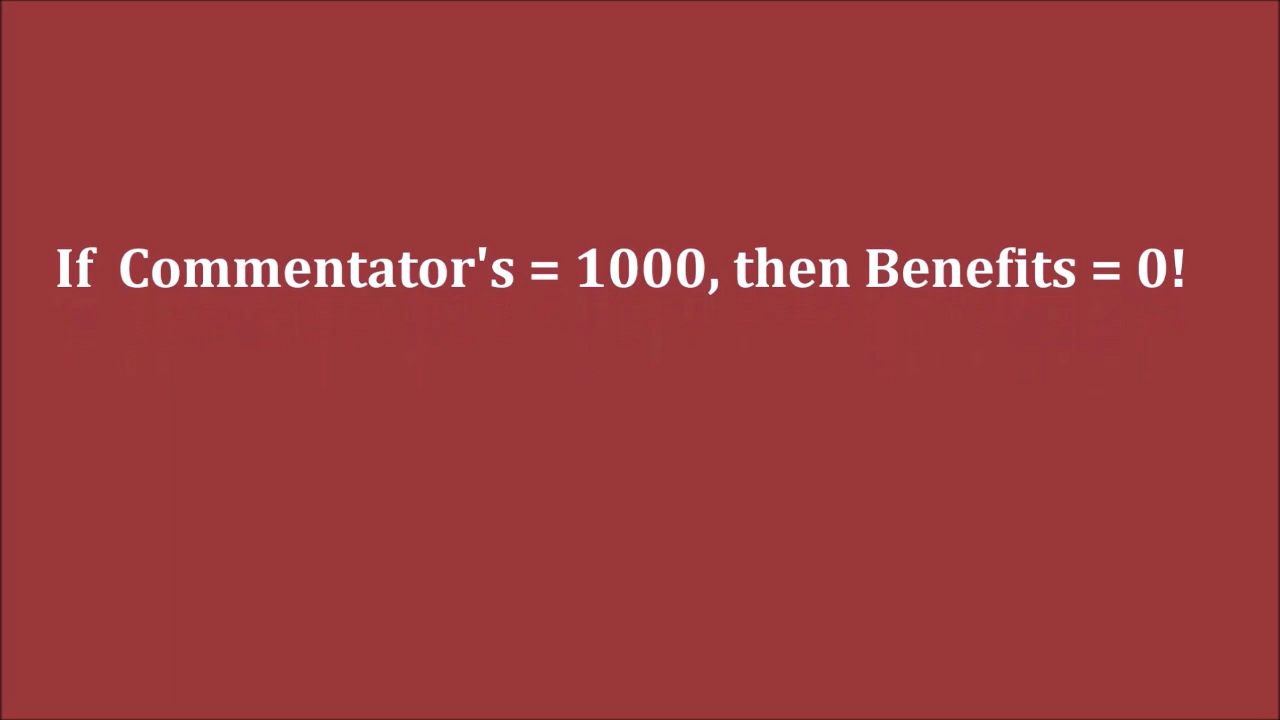 If  Commentator's = 1000, then Benefits = 0!